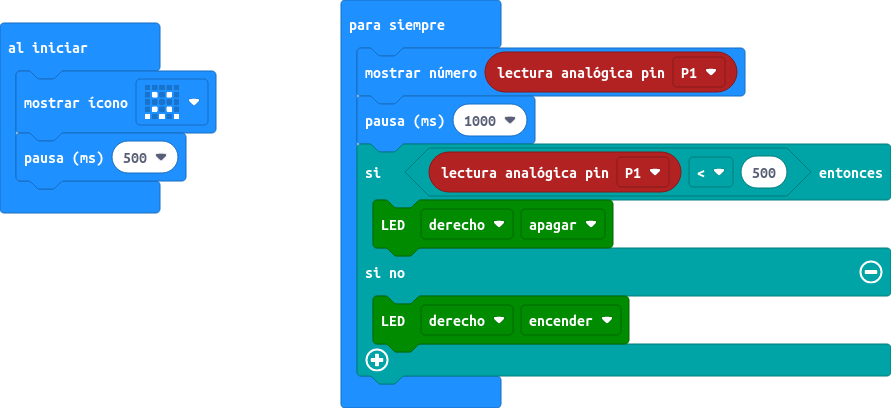 al iniciar
mostrar ícono
pausa (ms) 500
para siempre
mostrar número lectura analógica pin P1
pausa (ms) 1000
si lectura analógica pin P1 < 500 entonces
LED derecho apagar
si no
LED derecho encender